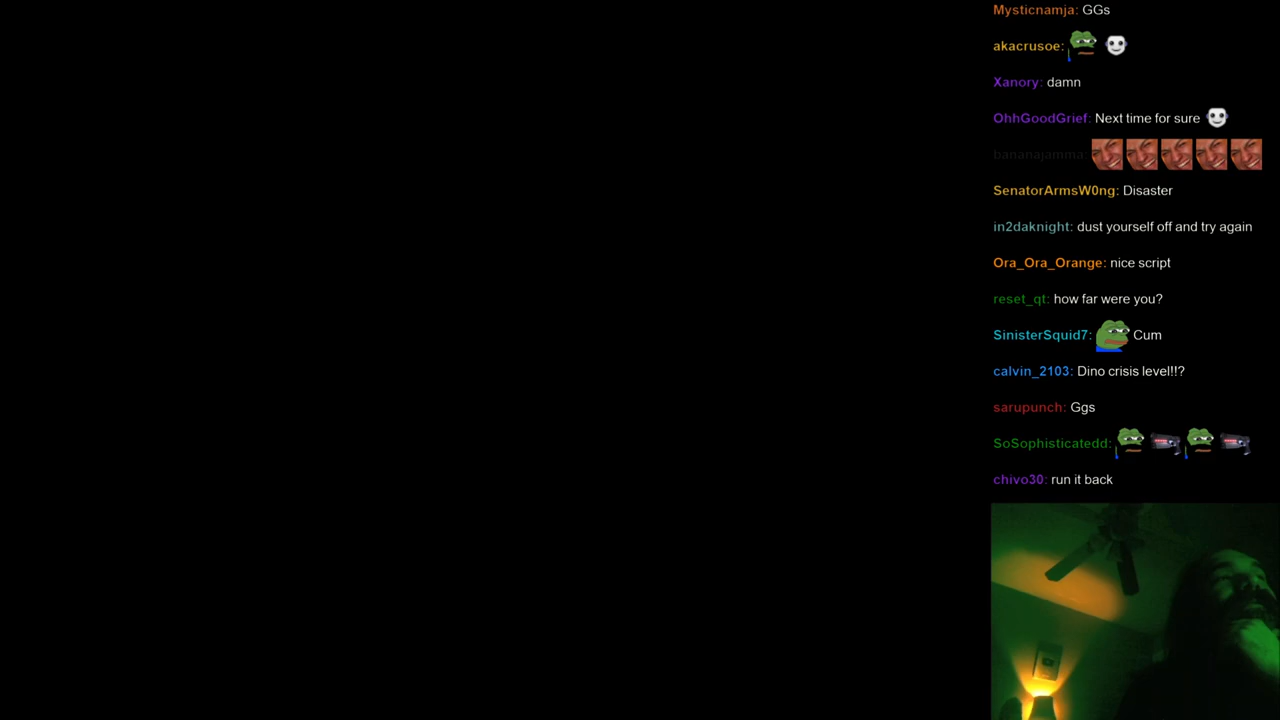 Mysticnamja: GGs
akacrusoe:
Xanory: damn
OhhGoodGrief: Next time for sure
bananajamma:
SenatorArmsW0ng: Disaster
in2daknight: dust yourself off and try again
Ora_Ora_Orange: nice script
reset_qt: how far were you?
SinisterSquid7: Cum
calvin_2103: Dino crisis level!!?
sarupunch: Ggs
SoSophisticatedd:
chivo30: run it back